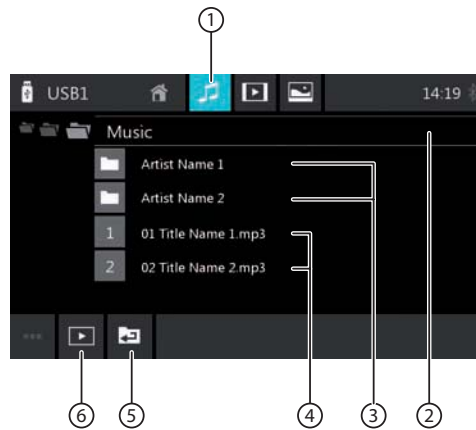 1
USB1 14:19
Music
Artist Name 1
Artist Name 2
1 01 Title Name 1.mp3
2 02 Title Name 2.mp3
6 5 4 3 2